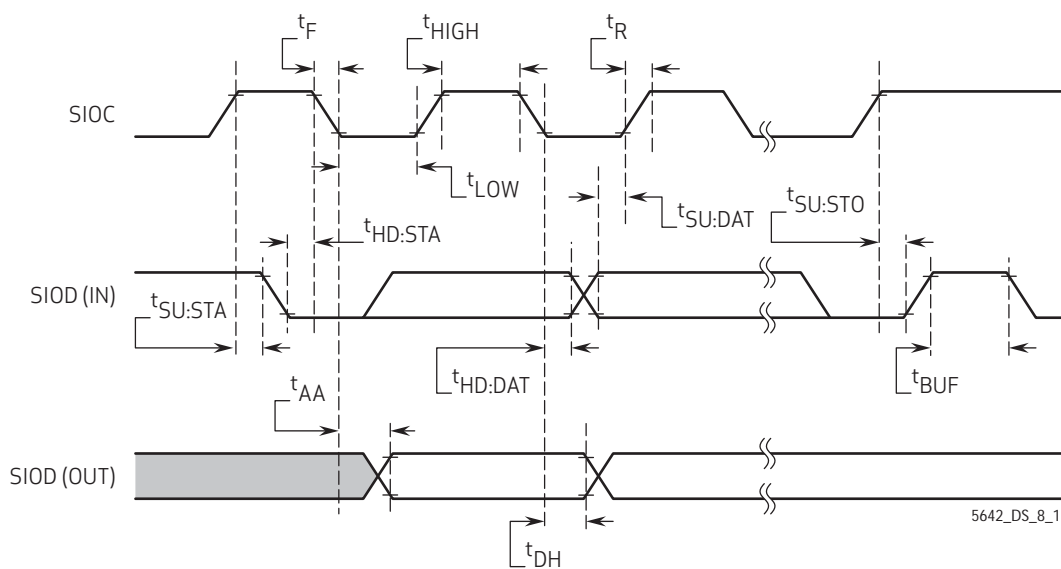 tF
tHIGH
tR
SIOC
tLOW
tSU:DAT
tSU:STO
tHD:STA
SIOD (IN)
tSU:STA
tHD:DAT
tBUF
tAA
SIOD (OUT)
5642_DS_8_1
tDH